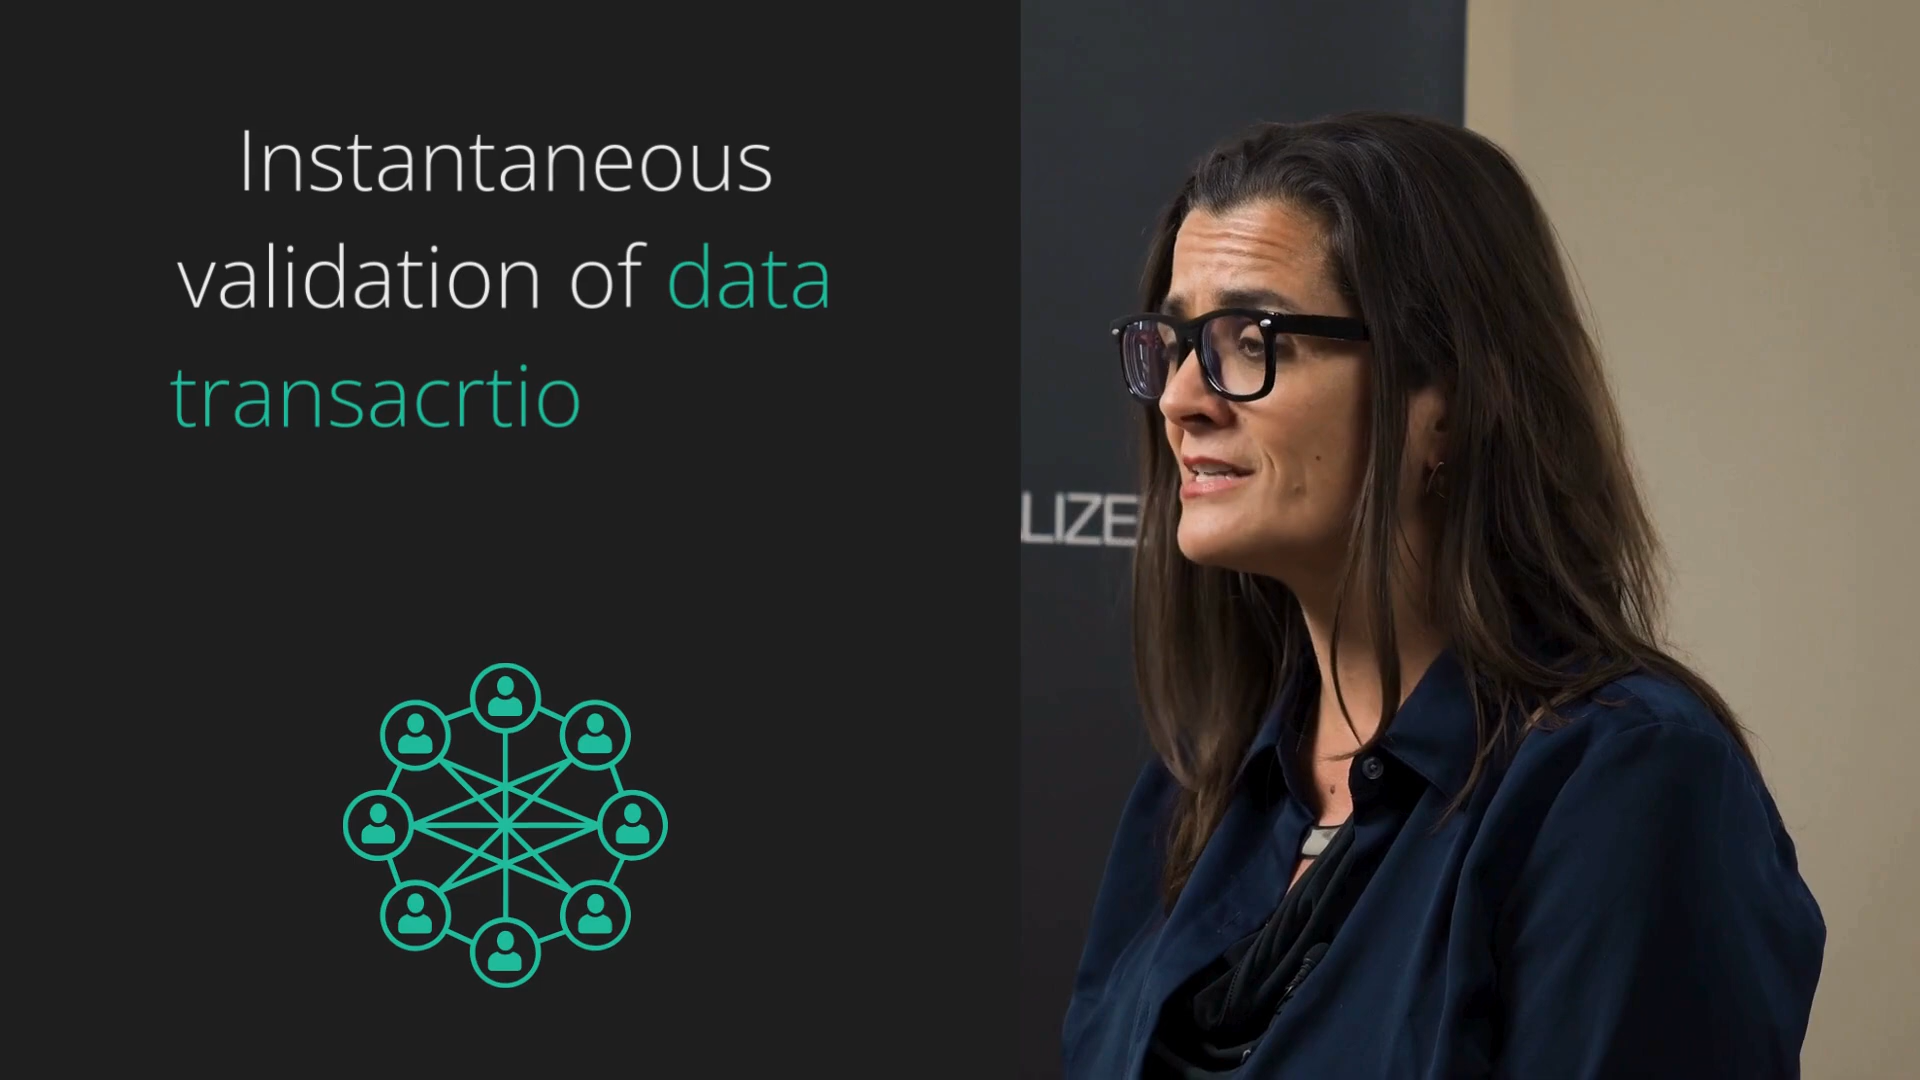 Instantaneous
validation of data
transacrtio
LIZE